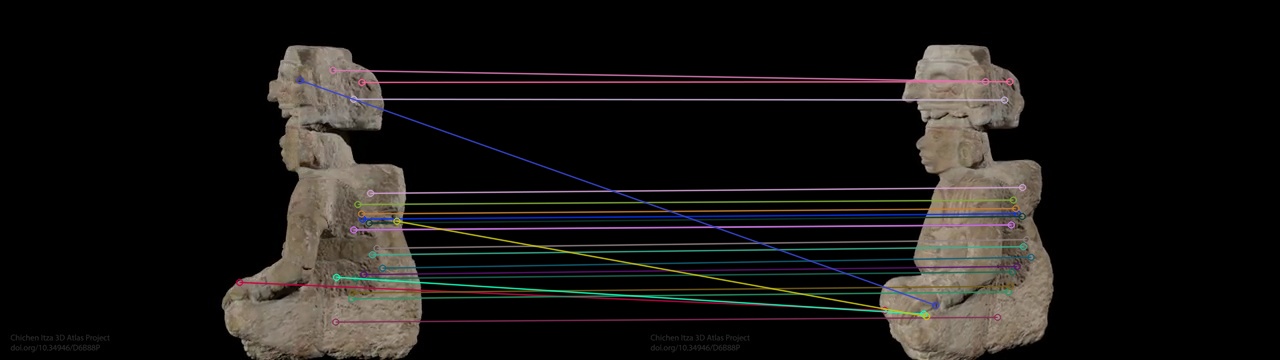 Chichen Itza 3D Atlas Project
doi.org/10.34946/D6B88P
Chichen Itza 3D Atlas Project
doi.org/10.34946/D6B88P